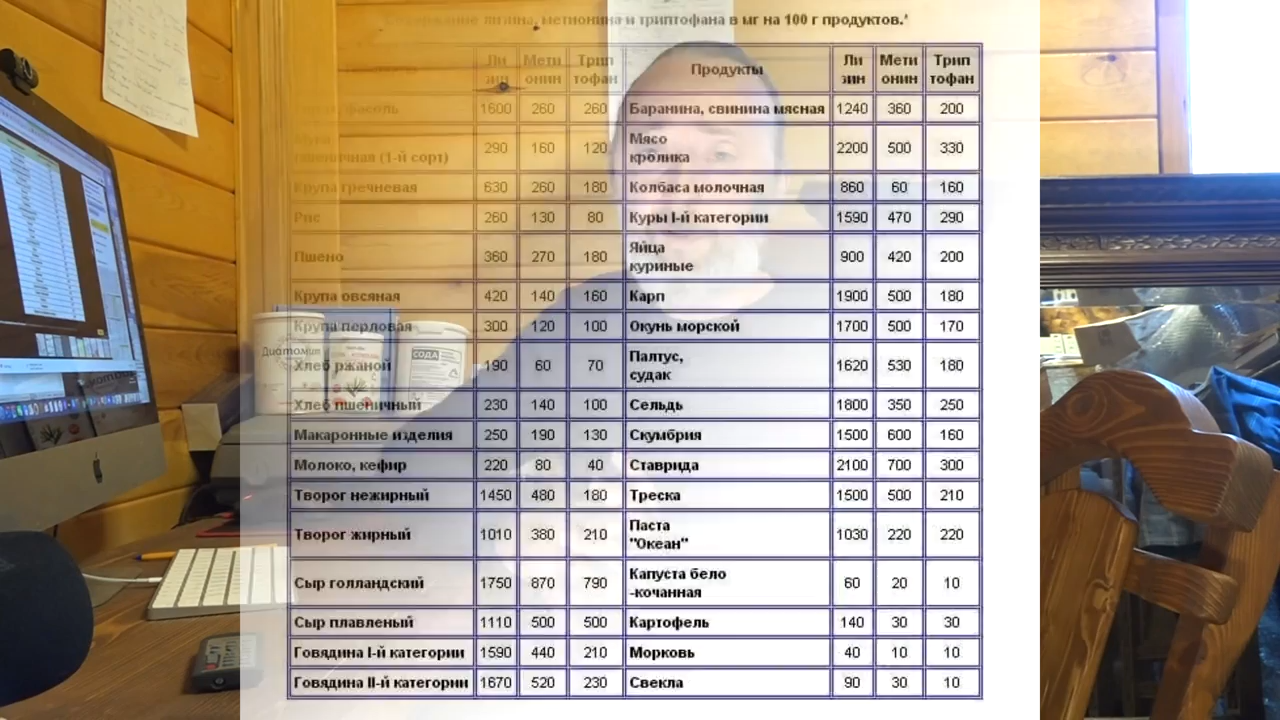 Содержание лизина, метионина и триптофана в мг на 100 г продуктов.*
Ли
зин
Мети
онин
Трип
тофан
Продукты
Ли
зин
Мети
онин
Трип
тофан
фасоль 1600 260 260 Баранина, свинина мясная 1240 360 200
Мука
пшеничная (1-й сорт) 290 160 120 Мясо
кролика 2200 500 330
Крупа гречневая 630 260 180 Колбаса молочная 860 60 160
Рис 260 130 80 Куры I-й категории 1590 470 290
Пшено 360 270 180 Яйца
куриные 900 420 200
Крупа овсяная 420 140 160 Карп 1900 500 180
Крупа перловая 300 120 100 Окунь морской 1700 500 170
Хлеб ржаной 190 60 70 Палтус,
судак 1620 530 180
Хлеб пшеничный 230 140 100 Сельдь 1800 350 250
Макаронные изделия 250 190 130 Скумбрия 1500 600 160
Молоко, кефир 220 80 40 Ставрида 2100 700 300
Творог нежирный 1450 480 180 Треска 1500 500 210
Творог жирный 1010 380 210 Паста
"Океан" 1030 220 220
Сыр голландский 1750 870 790 Капуста бело
-кочанная 60 20 10
Сыр плавленый 1110 500 500 Картофель 140 30 30
Говядина I-й категории 1590 440 210 Морковь 40 10 10
Говядина II-й категории 1670 520 230 Свекла 90 30 10
Диатомит
СОДА